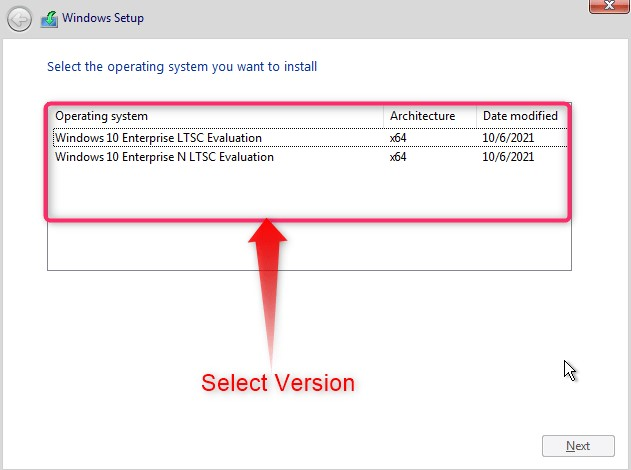 Windows Setup
Select the operating system you want to install
Operating system Architecture Date modified
Windows 10 Enterprise LTSC Evaluation x64 10/6/2021
Windows 10 Enterprise N LTSC Evaluation x64 10/6/2021
Select Version
Next